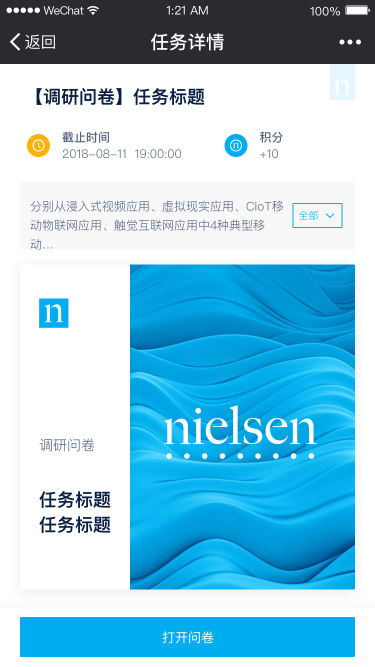 WeChat
1:21 AM
100%
返回
任务详情
n
【调研问卷】任务标题
截止时间
2018-08-11 19:00:00
n
积分
+10
分别从浸入式视频应用、虚拟现实应用、CIoT移
动物联网应用、触觉互联网应用中4种典型移
动...
全部
n
调研问卷
任务标题
任务标题
nielsen
打开问卷